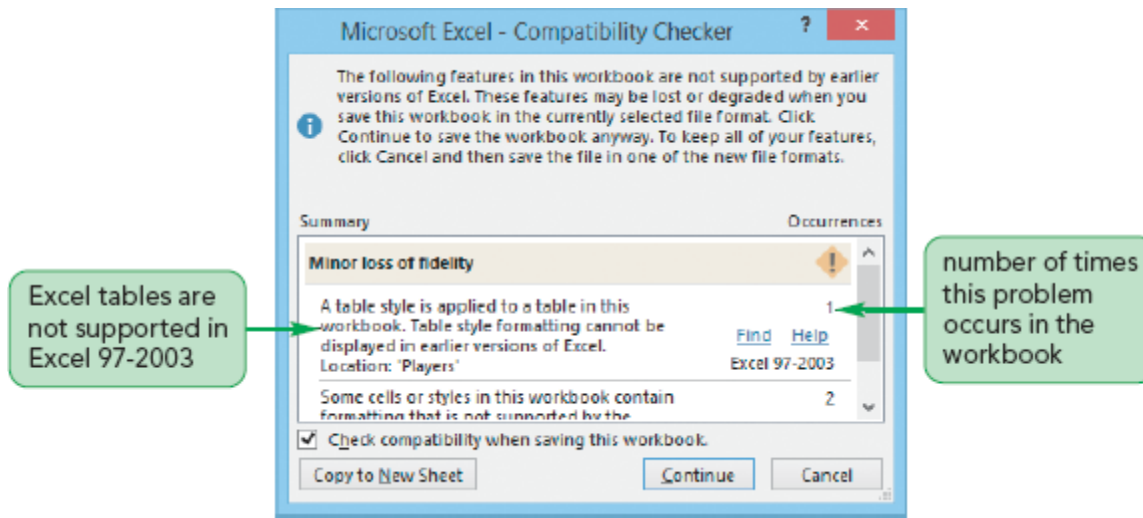 Microsoft Excel - Compatibility Checker ?
The following features in this workbook are not supported by earlier
versions of Excel. These features may be lost or degraded when you
save this workbook in the currently selected file format. Click
Continue to save the workbook anyway. To keep all of your features,
click Cancel and then save the file in one of the new file formats.
Summary Occurrences
Minor loss of fidelity
A table style is applied to a table in this 1
workbook. Table style formatting cannot be
displayed in earlier versions of Excel. Find Help
Location: 'Players' Excel 97-2003
Some cells or styles in this workbook contain 2
formatting that is not supported by the
Check compatibility when saving this workbook.
Copy to New Sheet Continue Cancel
Excel tables are
not supported in
Excel 97-2003
number of times
this problem
occurs in the
workbook